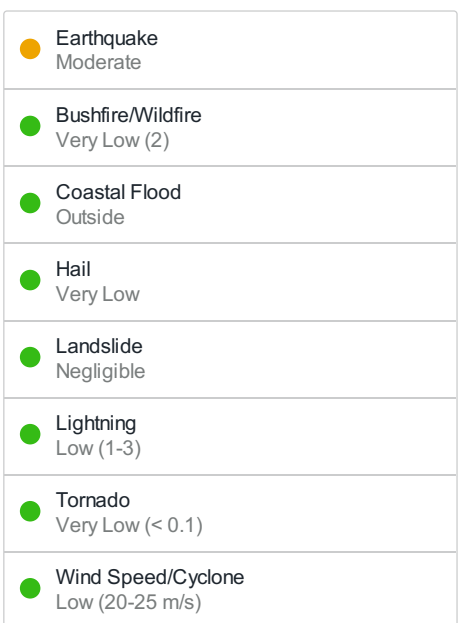 Earthquake
Moderate
Bushfire/Wildfire
Very Low (2)
Coastal Flood
Outside
Hail
Very Low
Landslide
Negligible
Lightning
Low (1-3)
Tornado
Very Low (< 0.1)
Wind Speed/Cyclone
Low (20-25 m/s)